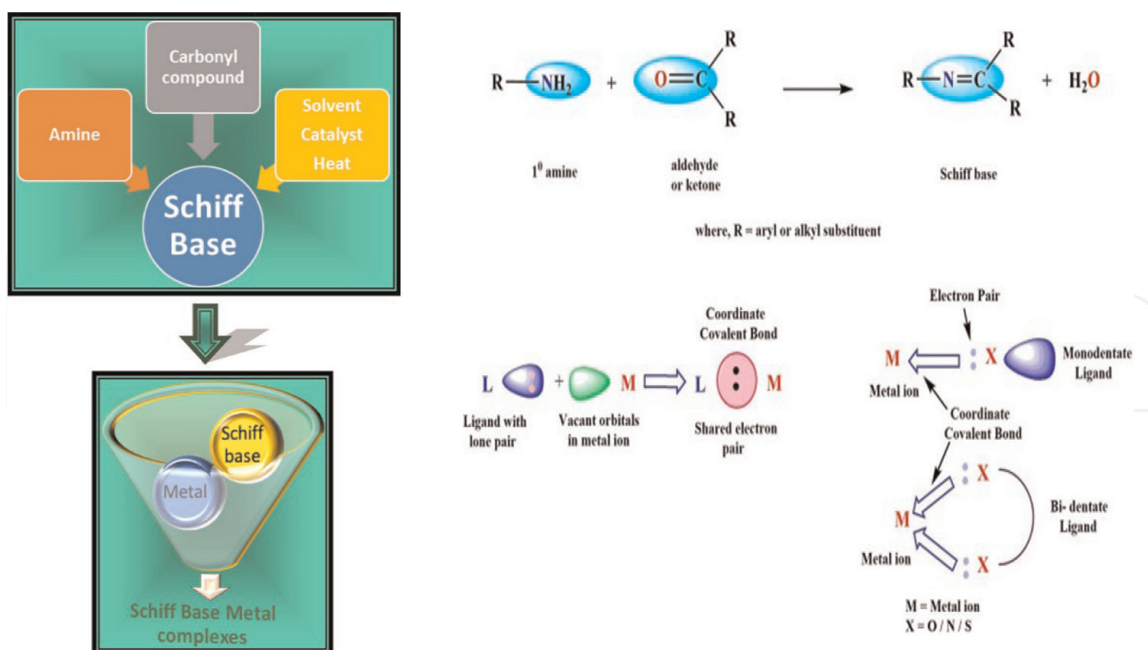 Carbonyl
compound
Amine
Solvent
Catalyst
Heat
Schiff
Base
Schiff
base
Metal
Schiff Base Metal
complexes
R—NH₂ + O=C R R → R—N=C R R + H₂O
1⁰ amine
aldehyde
or ketone
Schiff base
where, R = aryl or alkyl substituent
Coordinate
Covalent Bond
L + M L : M
Ligand with
lone pair
Vacant orbitals
in metal ion
Shared electron
pair
Electron Pair
M : X
Monodentate
Ligand
Metal ion
Coordinate
Covalent Bond
: X
M
Bi- dentate
Ligand
Metal ion
: X
M = Metal ion
X = O / N / S